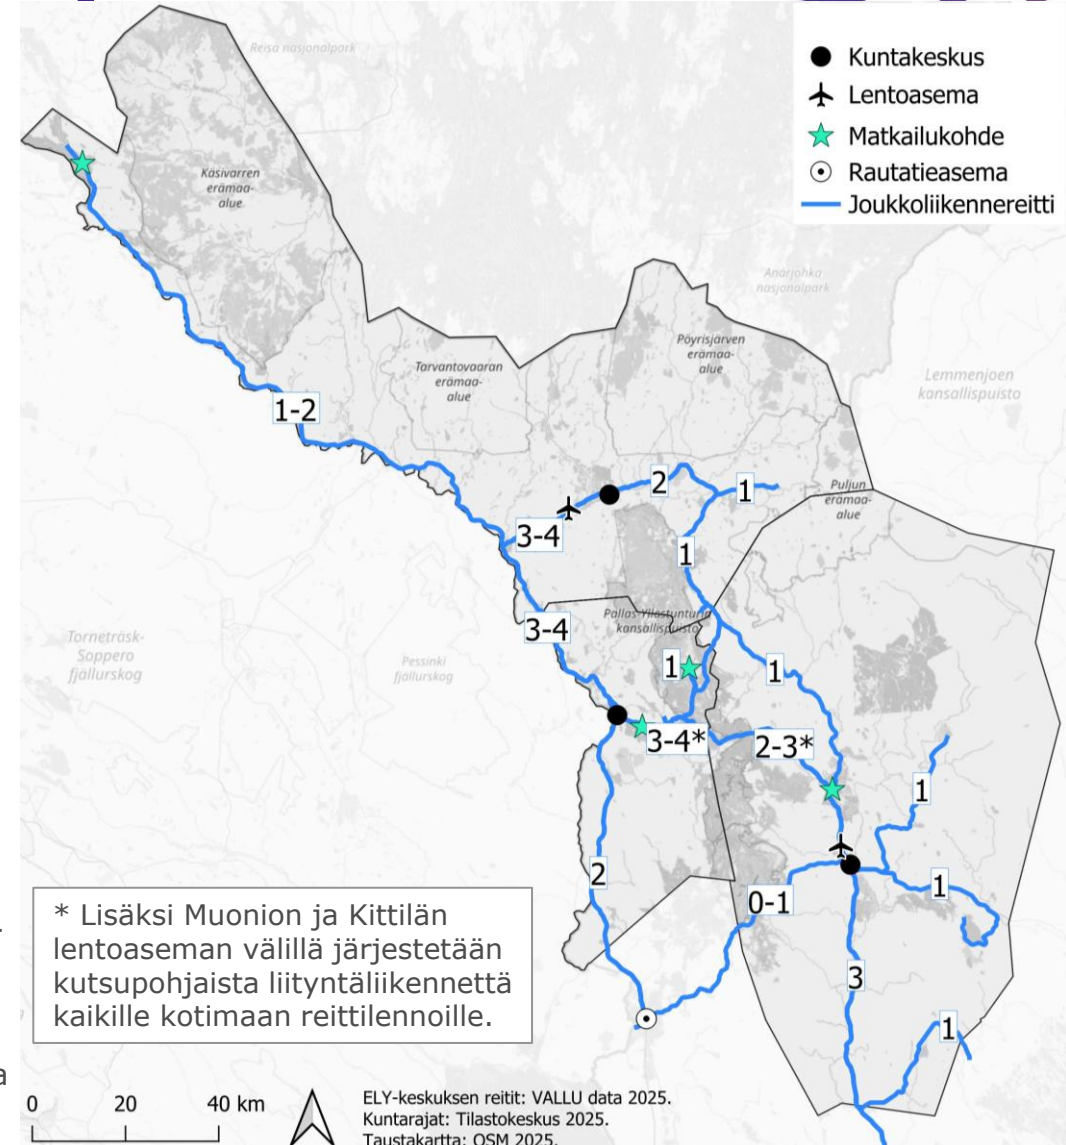 Reisa nasjonalpark
Kuntakeskus
Lentoasema
Matkailukohde
Rautatieasema
Joukkoliikennereitti
Käsivarren
erämaa-
alue
Anárjohka
nasjonalpark
Pöyrisjärven
erämaa-
alue
Tarvantovaaran
erämaa-
alue
Lemmenjoen
kansallispuisto
1-2
2
1
Puljun
erämaa-
alue
3-4
1
Pallas-Yllästunturin
kansallispuisto
3-4
Torneträsk-
Soppero
fjällurskog
Pessinki
fjällurskog
1
1
3-4*
2-3*
1
2
1
0-1
3
1
* Lisäksi Muonion ja Kittilän
lentoaseman välillä järjestetään
kutsupohjaista liityntäliikennettä
kaikille kotimaan reittilennoille.
a
0 20 40 km
ELY-keskuksen reitit: VALLU data 2025.
Kuntarajat: Tilastokeskus 2025.
Taustakartta: OSM 2025.